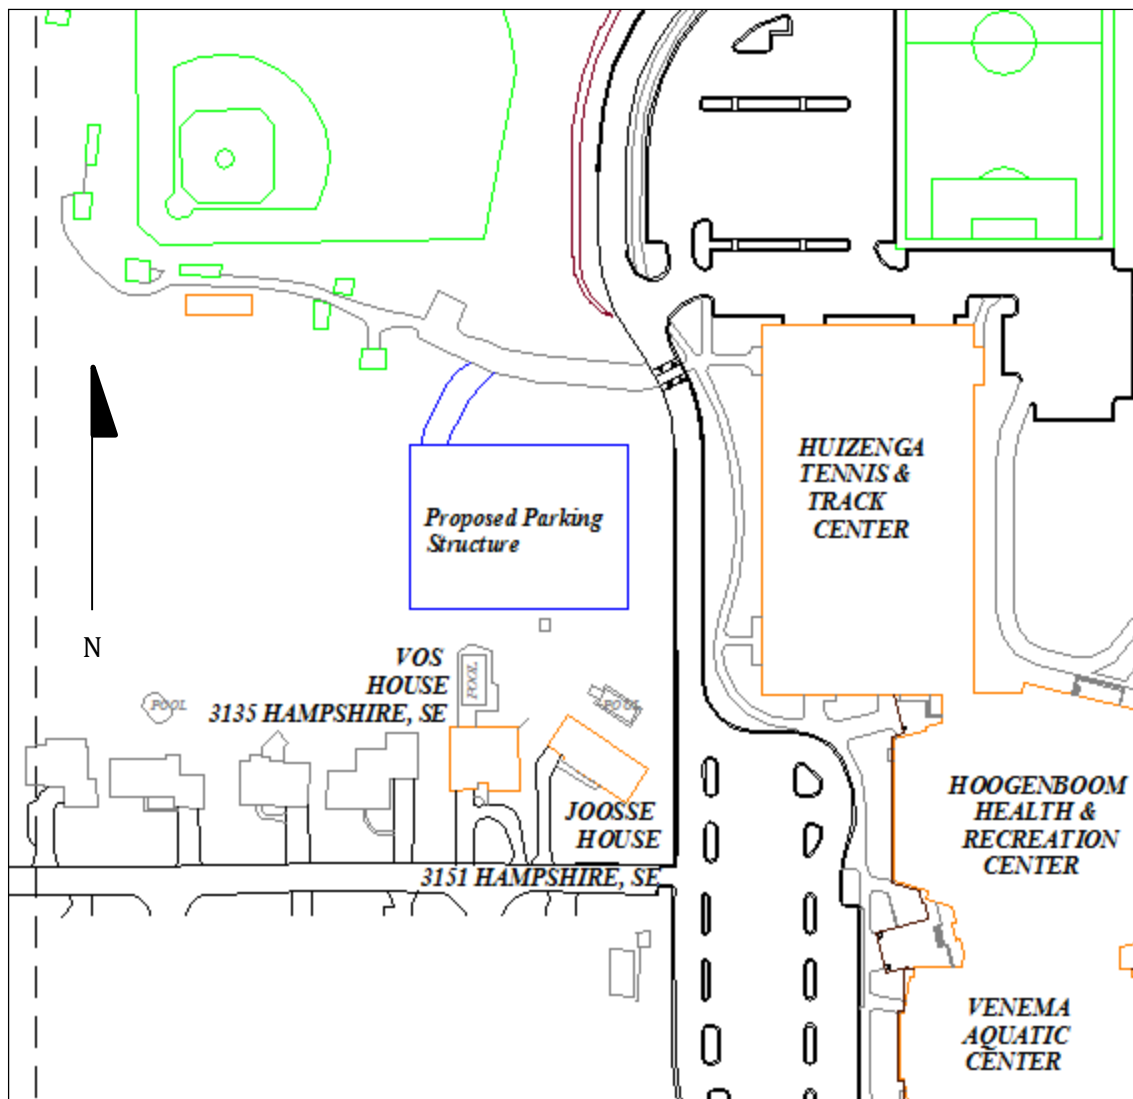 HUIZENGA
TENNIS &
TRACK
CENTER
Proposed Parking
Structure
N
VOS
HOUSE
3135 HAMPSHIRE, SE
POOL
POOL
POOL
JOOSSE
HOUSE
3151 HAMPSHIRE, SE
HOOGENBOOM
HEALTH &
RECREATION
CENTER
VENEMA
AQUATIC
CENTER